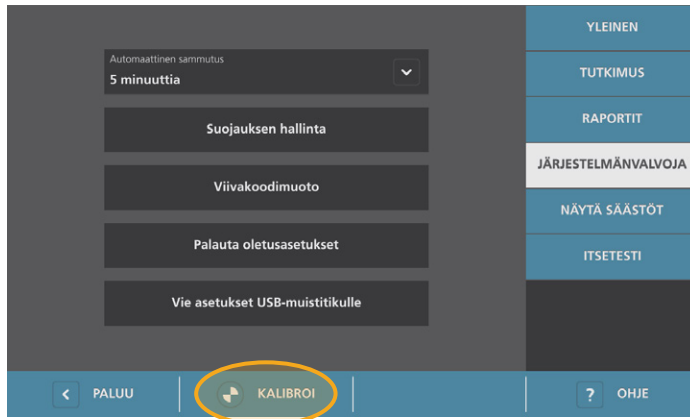 Automaattinen sammutus
5 minuuttia
Suojauksen hallinta
Viivakoodimuoto
Palauta oletusasetukset
Vie asetukset USB-muistitikulle
YLEINEN
TUTKIMUS
RAPORTIT
JÄRJESTELMÄNVALVOJA
NÄYTÄ SÄÄSTÖT
ITSETESTI
PALUU
KALIBROI
? OHJE